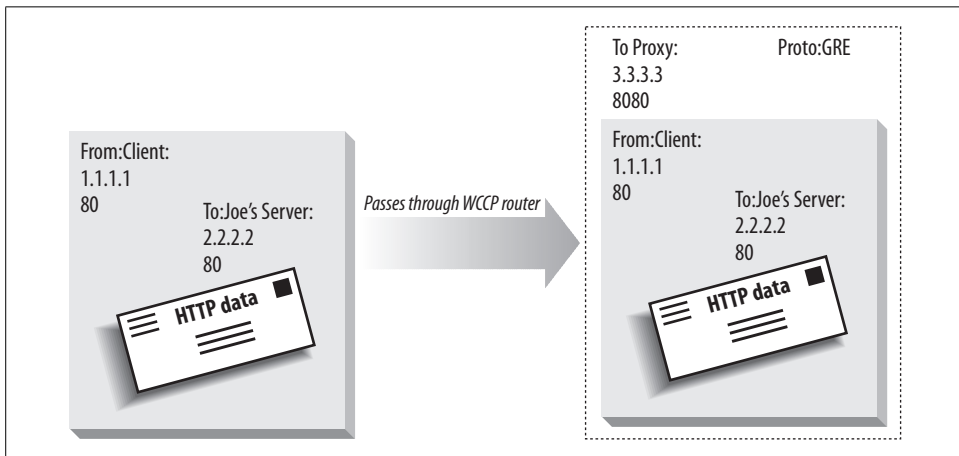 From:Client:
1.1.1.1
80
To:Joe's Server:
2.2.2.2
80
HTTP data
Passes through WCCP router
To Proxy:
3.3.3.3
8080
Proto:GRE
From:Client:
1.1.1.1
80
To:Joe's Server:
2.2.2.2
80
HTTP data